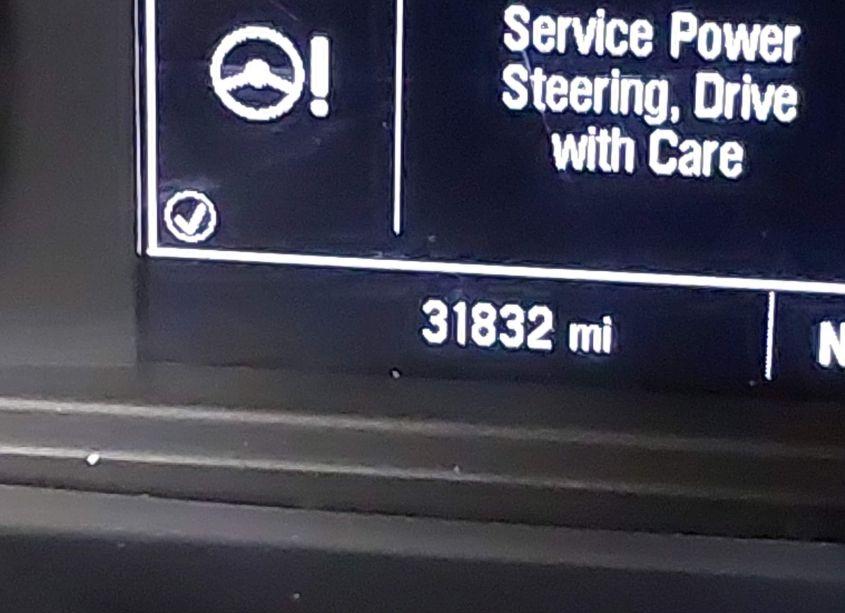 Service Power
Steering, Drive
with Care
31832 mi
N